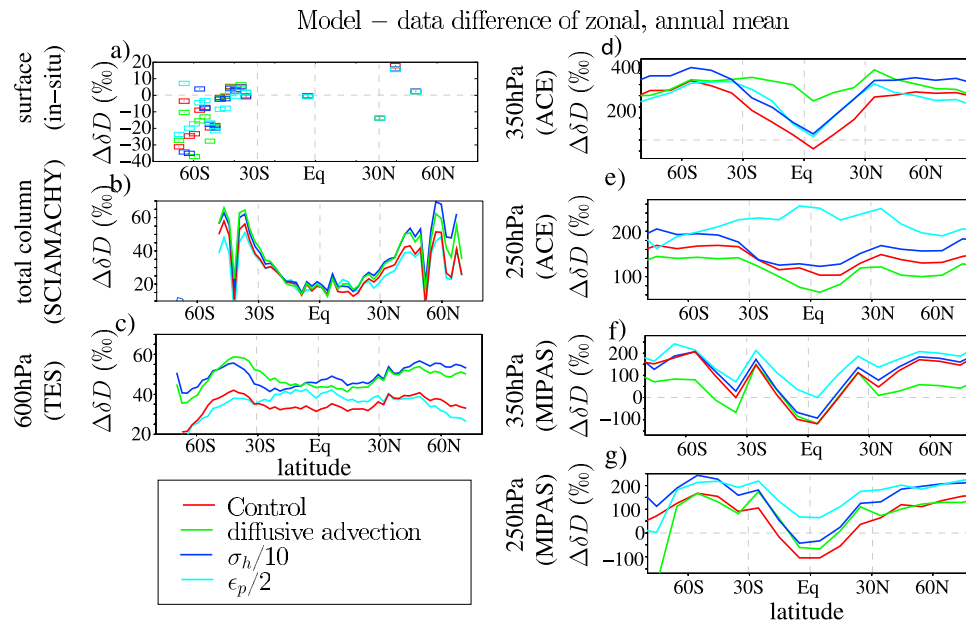 Model – data difference of zonal, annual mean
a)
surface
(in-situ)
ΔδD (‰)
20
10
0
−10
−20
−30
−40
60S
30S
Eq
30N
60N
b)
total column
(SCIAMACHY)
ΔδD (‰)
60
40
20
60S
30S
Eq
30N
60N
c)
600hPa
(TES)
ΔδD (‰)
60
40
20
60S
30S
Eq
30N
60N
latitude
Control
diffusive advection
σ_h/10
ϵ_p/2
d)
350hPa
(ACE)
ΔδD (‰)
400
200
60S
30S
Eq
30N
60N
e)
250hPa
(ACE)
ΔδD (‰)
200
100
60S
30S
Eq
30N
60N
f)
350hPa
(MIPAS)
ΔδD (‰)
200
100
0
−100
60S
30S
Eq
30N
60N
g)
250hPa
(MIPAS)
ΔδD (‰)
200
100
0
−100
60S
30S
Eq
30N
60N
latitude